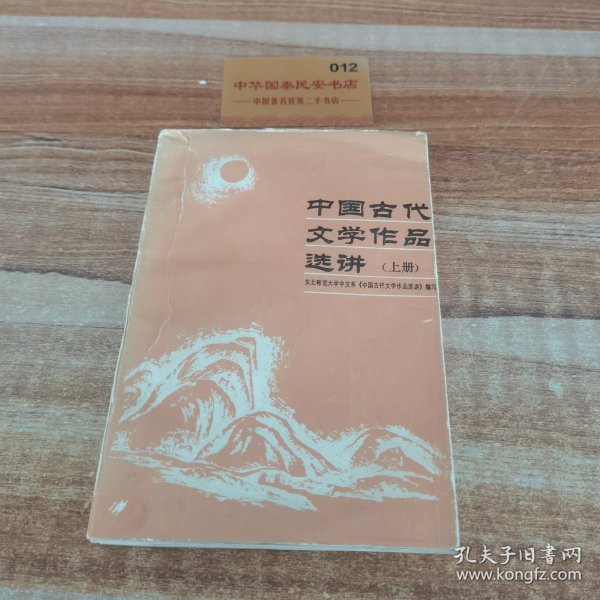 012
中华国泰民安书店
中国著名优质二手书店
中国古代
文学作品
选讲（上册）
东北师范大学中文系《中国古代文学作品选讲》编写
孔夫子旧书网
www.kongfz.com